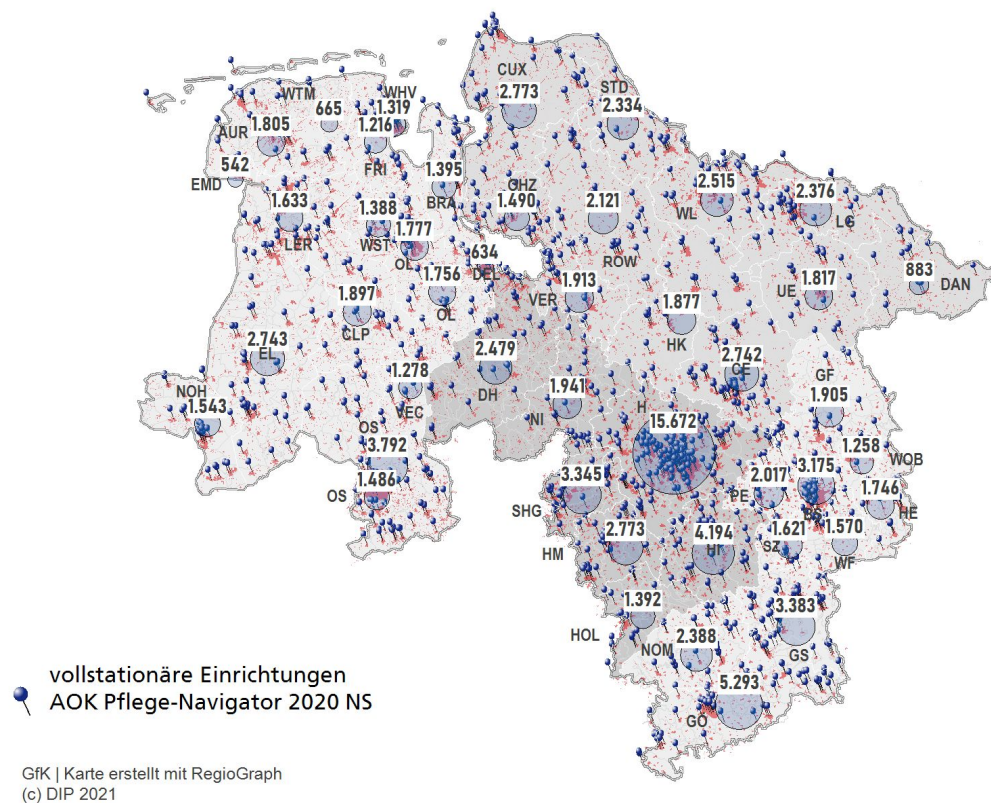 CUX
2.773
STD
2.334
WTM
WHV
665
1.319
AUR
1.805
1.216
FRI
542
EMD
1.395
BRA
OHZ
1.490
2.121
ROW
2.515
WL
2.376
LG
1.633
LER
1.388
WST
1.777
OL
634
DEL
VER
1.913
1.756
OL
1.897
CLP
1.877
HK
UE
1.817
883
DAN
2.743
EL
2.479
DH
2.742
CE
GF
1.905
NOH
1.543
1.278
VEC
1.941
NI
H
15.672
OS
3.792
1.486
OS
1.258
WOB
3.345
SHG
2.017
PE
3.175
BS
1.746
HE
2.773
HM
4.194
HI
1.621
SZ
1.570
WF
1.392
HOL
NOM
2.388
3.383
GS
5.293
GÖ
vollstationäre Einrichtungen
AOK Pflege-Navigator 2020 NS
GfK | Karte erstellt mit RegioGraph
(c) DIP 2021